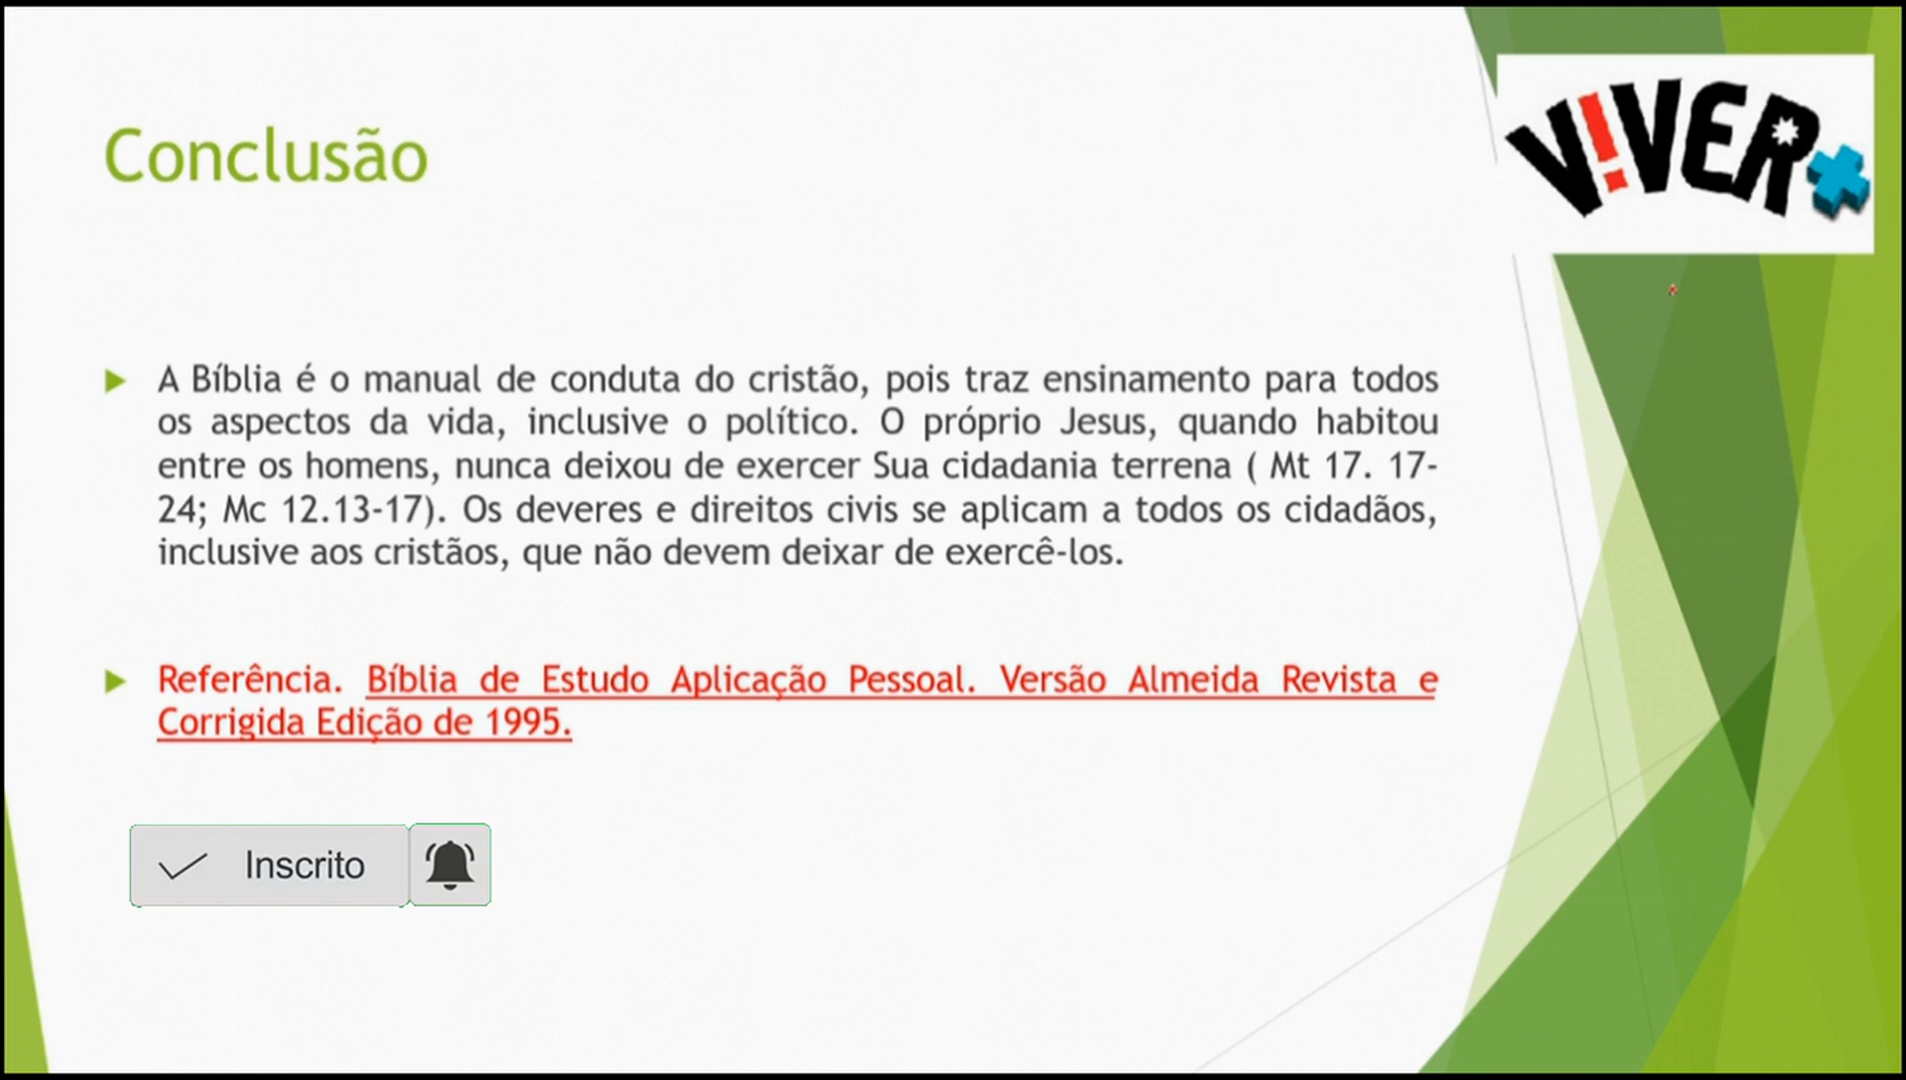 V!VER+
Conclusão
A Bíblia é o manual de conduta do cristão, pois traz ensinamento para todos
os aspectos da vida, inclusive o político. O próprio Jesus, quando habitou
entre os homens, nunca deixou de exercer Sua cidadania terrena ( Mt 17. 17-
24; Mc 12.13-17). Os deveres e direitos civis se aplicam a todos os cidadãos,
inclusive aos cristãos, que não devem deixar de exercê-los.
Referência. Bíblia de Estudo Aplicação Pessoal. Versão Almeida Revista e
Corrigida Edição de 1995.
Inscrito